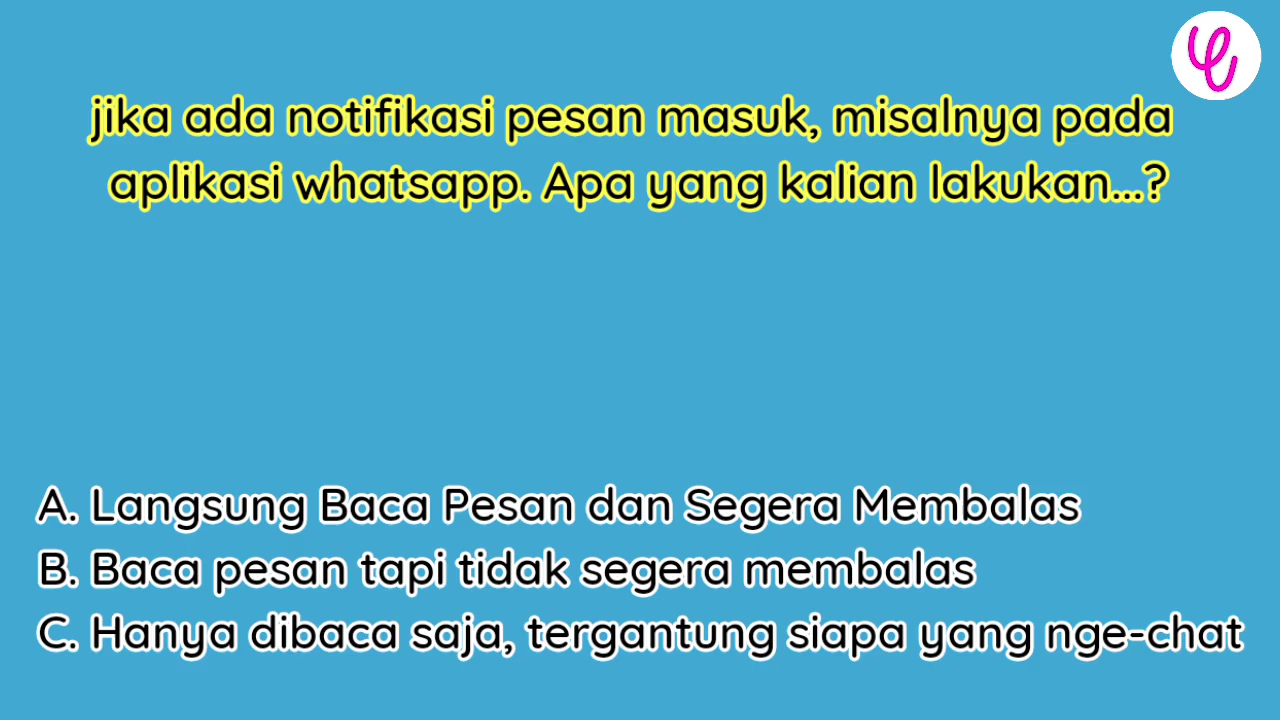 jika ada notifikasi pesan masuk, misalnya pada
aplikasi whatsapp. Apa yang kalian lakukan...?
A. Langsung Baca Pesan dan Segera Membalas
B. Baca pesan tapi tidak segera membalas
C. Hanya dibaca saja, tergantung siapa yang nge-chat